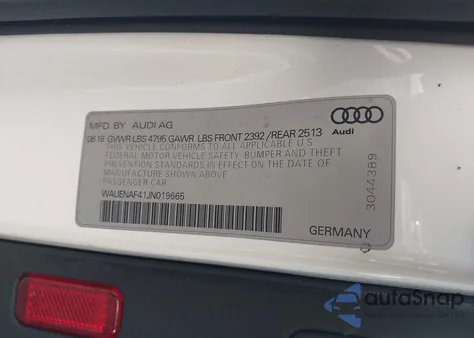 MFD. BY AUDI AG
08.18 GVWR LBS 4795 GAWR LBS FRONT 2392 / REAR 2513
THIS VEHICLE CONFORMS TO ALL APPLICABLE U S
FEDERAL MOTOR VEHICLE SAFETY, BUMPER AND THEFT
PREVENTION STANDARDS IN EFFECT ON THE DATE OF
MANUFACTURE SHOWN ABOVE.
PASSENGER CAR
WAUENAF41JN019665
Audi
3044389
GERMANY
autoSnap